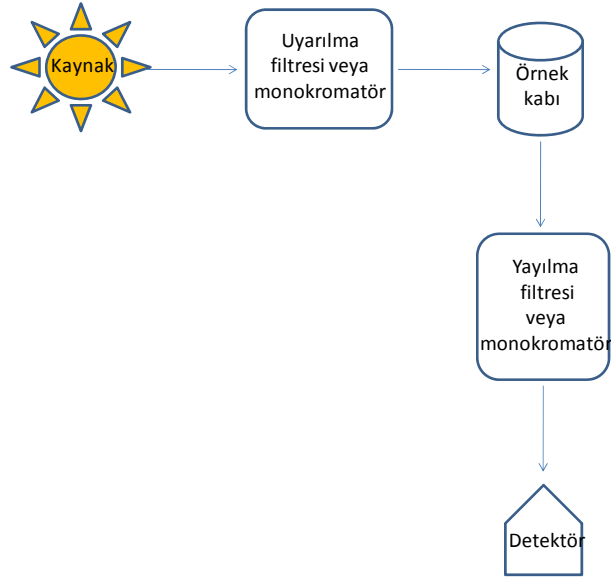 Kaynak
Uyarılma
filtresi veya
monokromatör
Örnek
kabı
Yayılma
filtresi
veya
monokromatör
Detektör